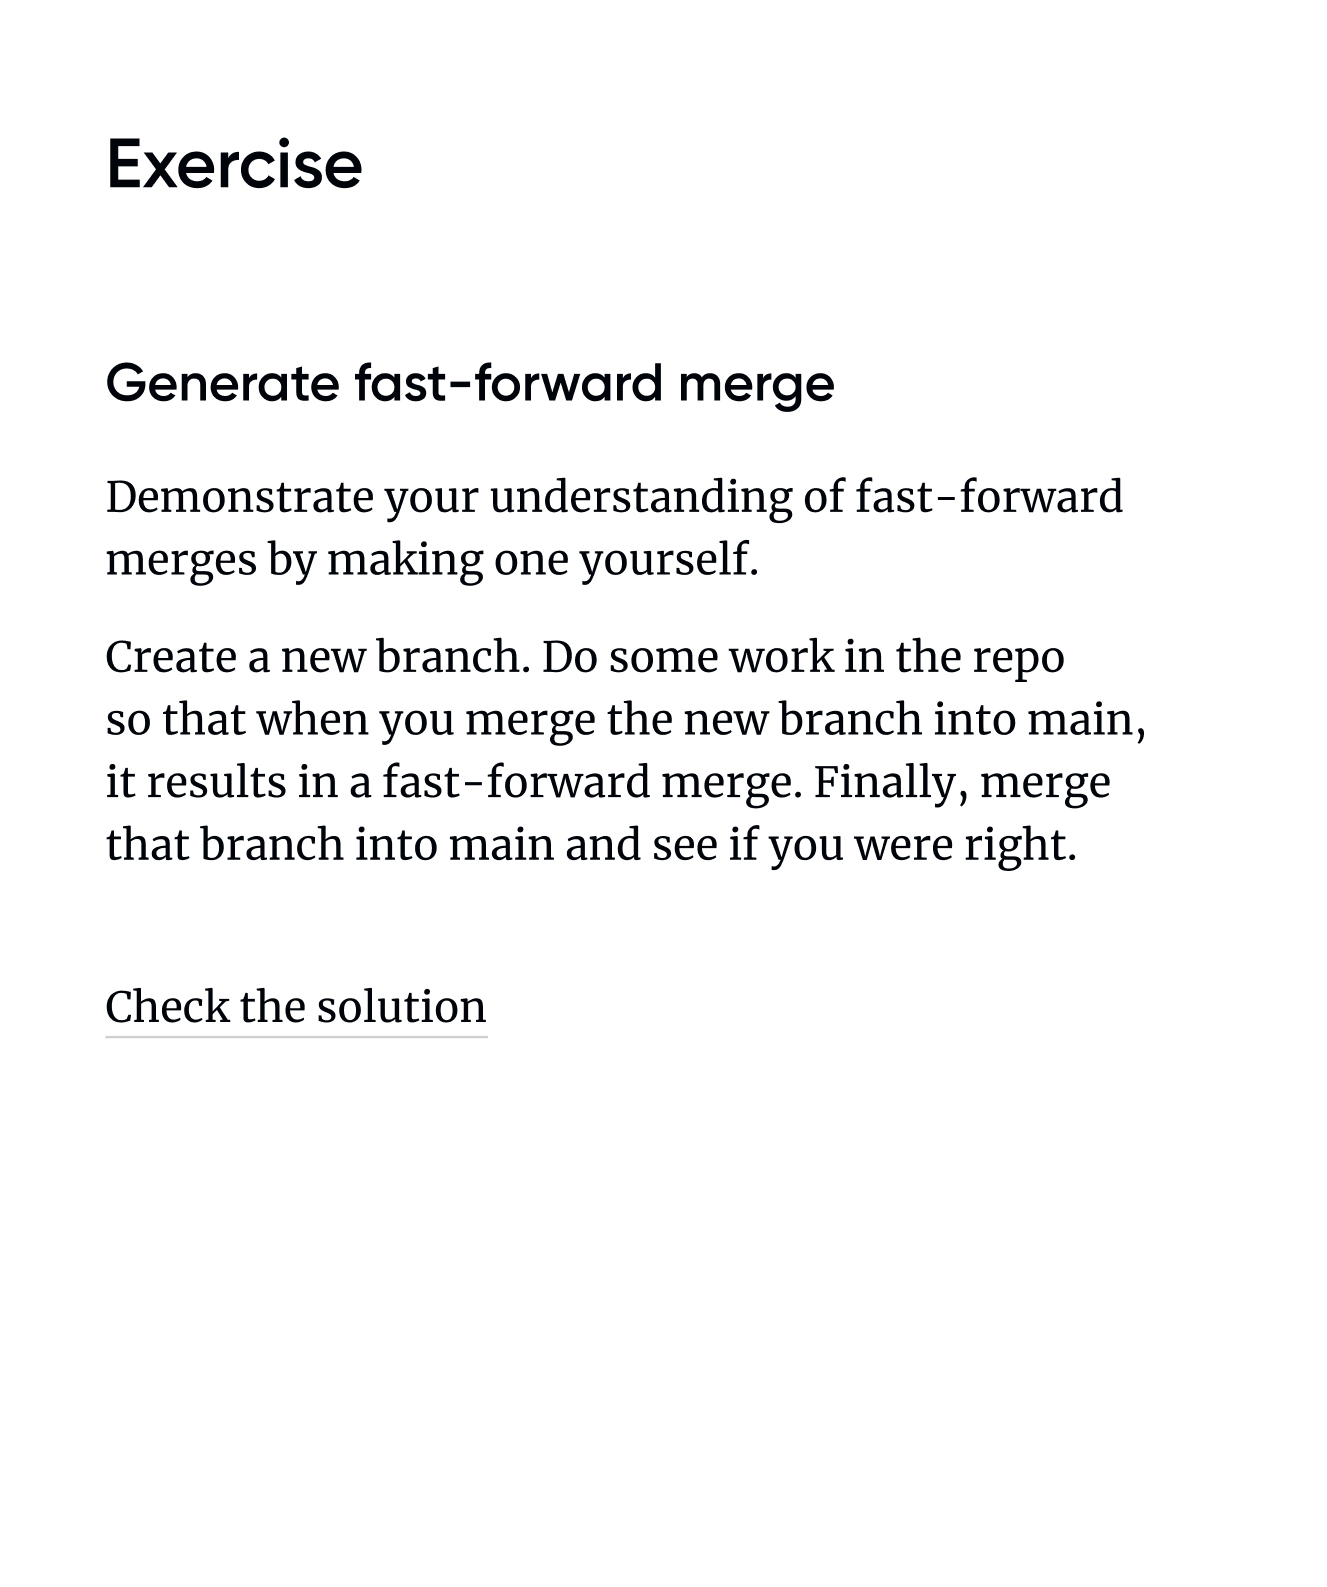 Exercise
Generate fast-forward merge
Demonstrate your understanding of fast-forward
merges by making one yourself.
Create a new branch. Do some work in the repo
so that when you merge the new branch into main,
it results in a fast-forward merge. Finally, merge
that branch into main and see if you were right.
Check the solution